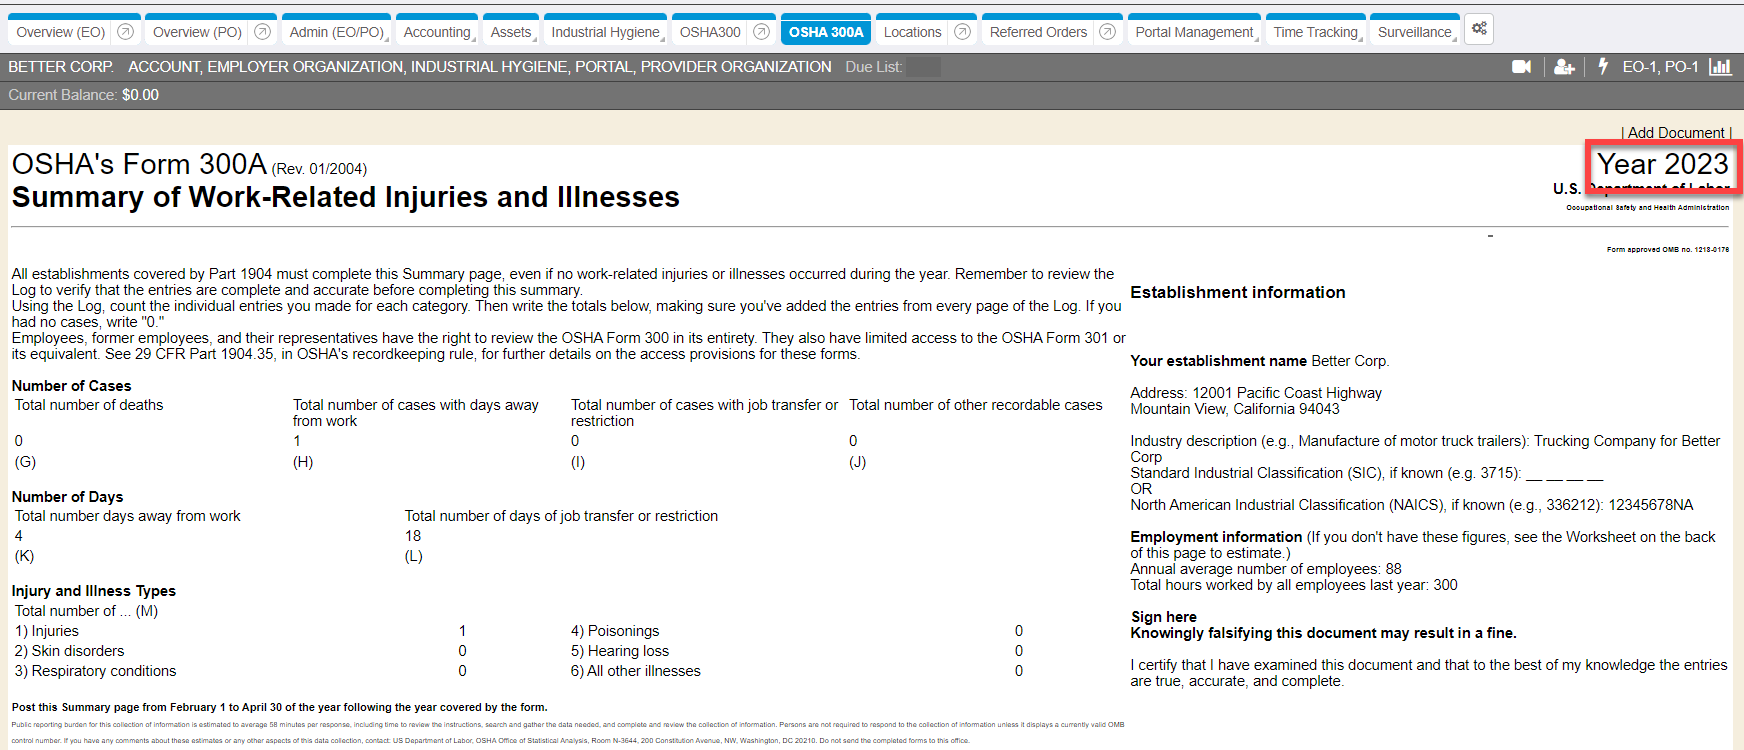 Overview (EO) Overview (PO) Admin (EO/PO) Accounting Assets Industrial Hygiene OSHA300 OSHA 300A Locations Referred Orders Portal Management Time Tracking Surveillance
BETTER CORP. ACCOUNT, EMPLOYER ORGANIZATION, INDUSTRIAL HYGIENE, PORTAL, PROVIDER ORGANIZATION Due List: EO-1, PO-1
Current Balance: $0.00
| Add Document |
OSHA's Form 300A (Rev. 01/2004)
Year 2023
Summary of Work-Related Injuries and Illnesses
U.S. Department of Labor
Occupational Safety and Health Administration
-
Form approved OMB no. 1218-0176
All establishments covered by Part 1904 must complete this Summary page, even if no work-related injuries or illnesses occurred during the year. Remember to review the
Log to verify that the entries are complete and accurate before completing this summary.
Using the Log, count the individual entries you made for each category. Then write the totals below, making sure you've added the entries from every page of the Log. If you
had no cases, write "0."
Employees, former employees, and their representatives have the right to review the OSHA Form 300 in its entirety. They also have limited access to the OSHA Form 301 or
its equivalent. See 29 CFR Part 1904.35, in OSHA's recordkeeping rule, for further details on the access provisions for these forms.
Number of Cases
Total number of deaths Total number of cases with days away Total number of cases with job transfer or Total number of other recordable cases
from work restriction
0 1 0 0
(G) (H) (I) (J)
Number of Days
Total number days away from work Total number of days of job transfer or restriction
4 18
(K) (L)
Injury and Illness Types
Total number of ... (M)
1) Injuries 1 4) Poisonings 0
2) Skin disorders 0 5) Hearing loss 0
3) Respiratory conditions 0 6) All other illnesses 0
Post this Summary page from February 1 to April 30 of the year following the year covered by the form.
Public reporting burden for this collection of information is estimated to average 58 minutes per response, including time to review the instructions, search and gather the data needed, and complete and review the collection of information. Persons are not required to respond to the collection of information unless it displays a currently valid OMB
control number. If you have any comments about these estimates or any other aspects of this data collection, contact: US Department of Labor, OSHA Office of Statistical Analysis, Room N-3644, 200 Constitution Avenue, NW, Washington, DC 20210. Do not send the completed forms to this office.
Establishment information
Your establishment name Better Corp.
Address: 12001 Pacific Coast Highway
Mountain View, California 94043
Industry description (e.g., Manufacture of motor truck trailers): Trucking Company for Better
Corp
Standard Industrial Classification (SIC), if known (e.g. 3715): __ __ __ __
OR
North American Industrial Classification (NAICS), if known (e.g., 336212): 12345678NA
Employment information (If you don't have these figures, see the Worksheet on the back
of this page to estimate.)
Annual average number of employees: 88
Total hours worked by all employees last year: 300
Sign here
Knowingly falsifying this document may result in a fine.
I certify that I have examined this document and that to the best of my knowledge the entries
are true, accurate, and complete.